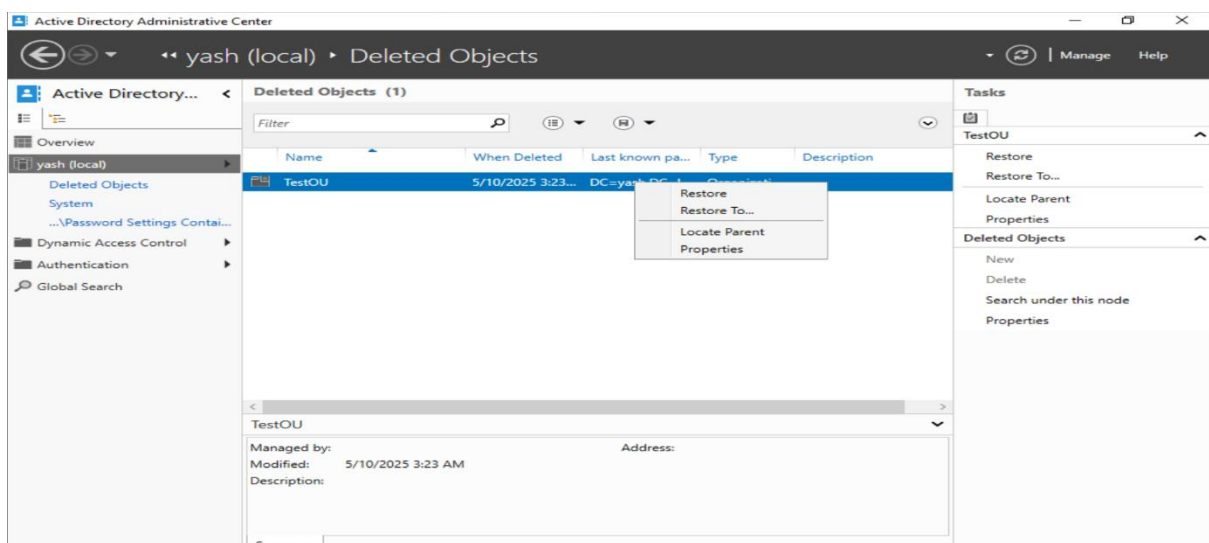 Active Directory Administrative Center
yash (local) Deleted Objects
Manage Help
Active Directory...
Overview
yash (local)
Deleted Objects
System
...\Password Settings Contai...
Dynamic Access Control
Authentication
Global Search
Deleted Objects (1)
Filter
Name When Deleted Last known pa... Type Description
TestOU 5/10/2025 3:23... DC=yash,DC
Restore
Restore To...
Locate Parent
Properties
TestOU
Managed by: Address:
Modified: 5/10/2025 3:23 AM
Description:
Tasks
TestOU
Restore
Restore To...
Locate Parent
Properties
Deleted Objects
New
Delete
Search under this node
Properties